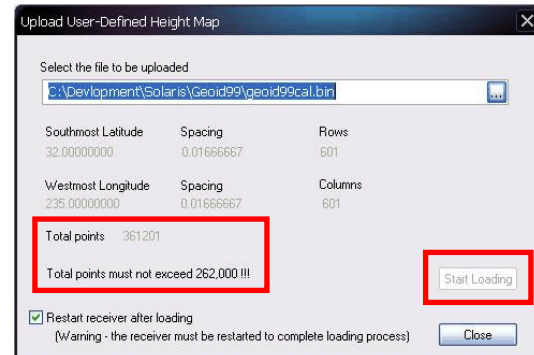 Upload User-Defined Height Map
Select the file to be uploaded
C:\Devlopment\Solaris\Geoid99\geoid99cal.bin
...
Southmost Latitude Spacing Rows
32.00000000 0.01666667 601
Westmost Longitude Spacing Columns
235.00000000 0.01666667 601
Total points 361201
Total points must not exceed 262,000 !!!
Start Loading
Restart receiver after loading
(Warning - the receiver must be restarted to complete loading process)
Close